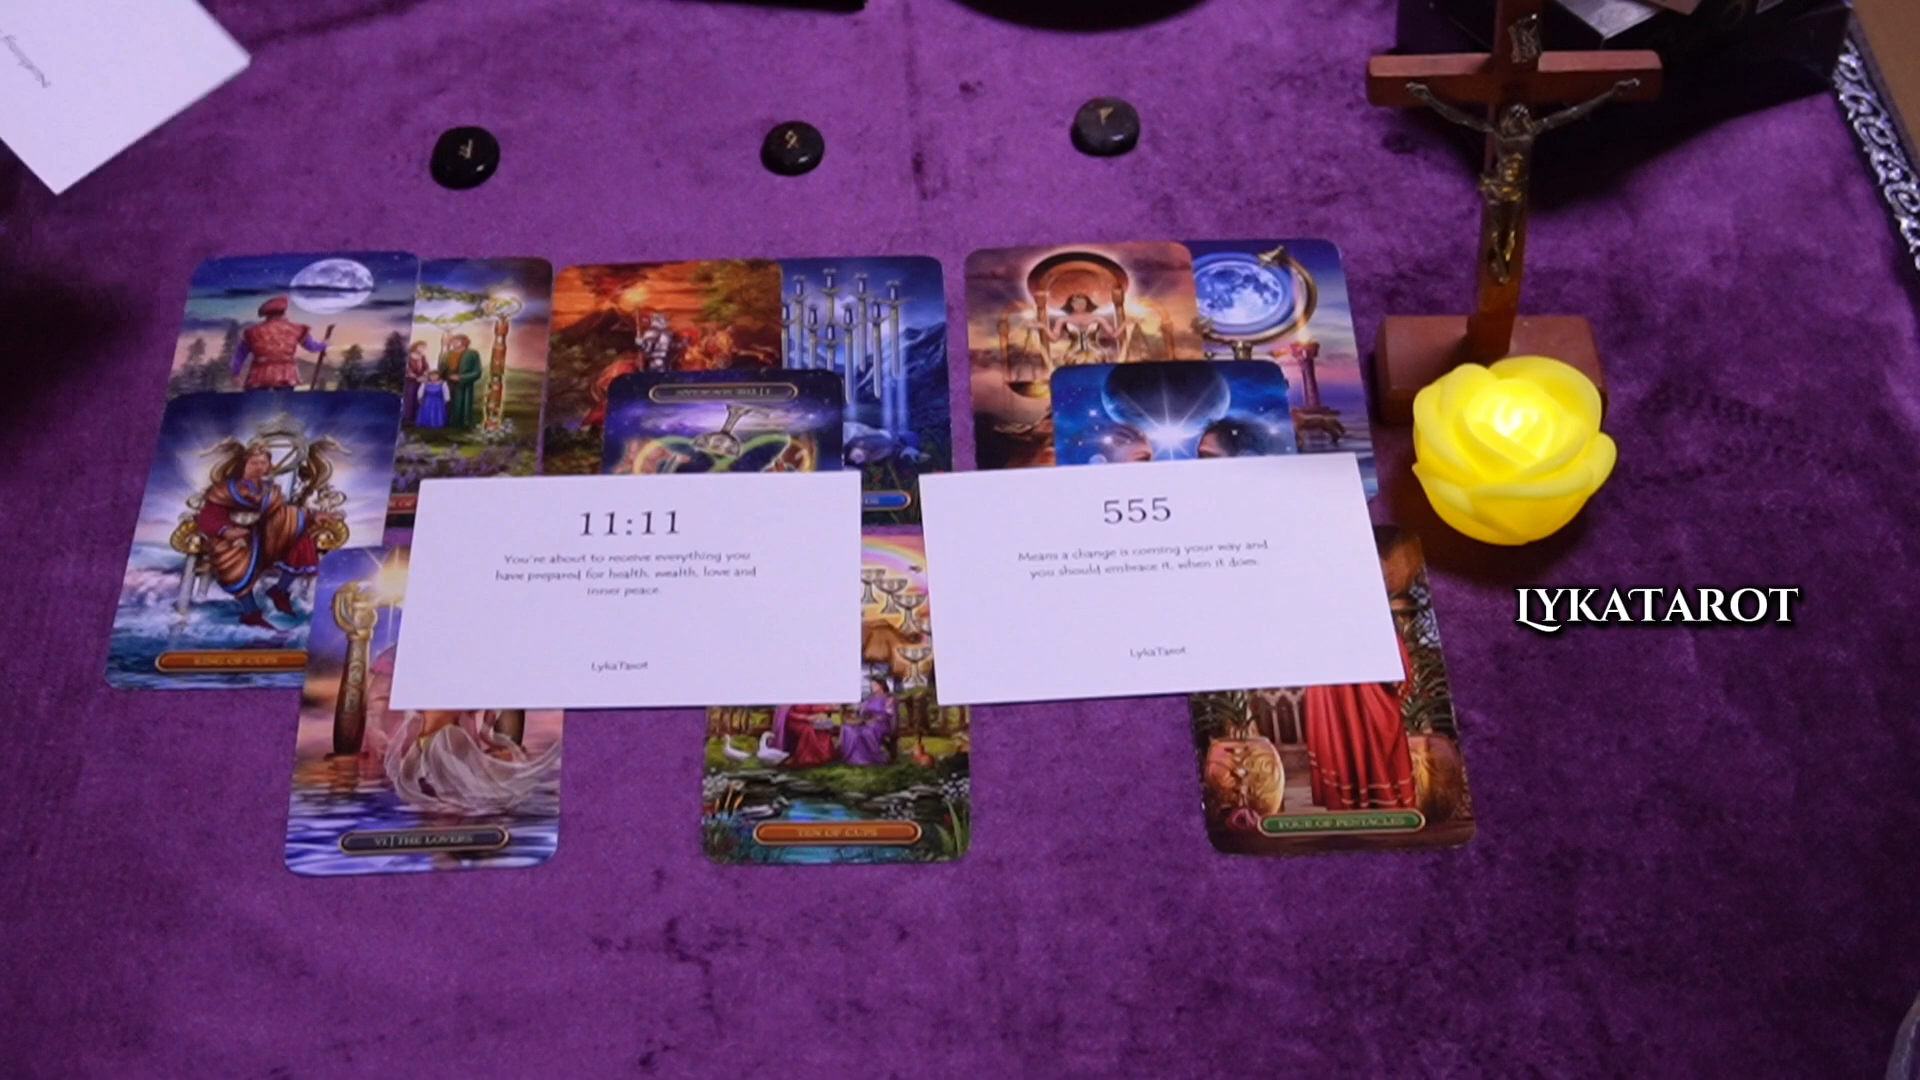 11:11
You're about to receive everything you
have prepared for health, wealth, love and
inner peace.
LykaTarot
555
Means a change is coming your way and
you should embrace it, when it does.
LykaTarot
LYKATAROT
KING OF CUPS
VI | THE LOVERS
TEN OF CUPS
FOUR OF PENTACLES